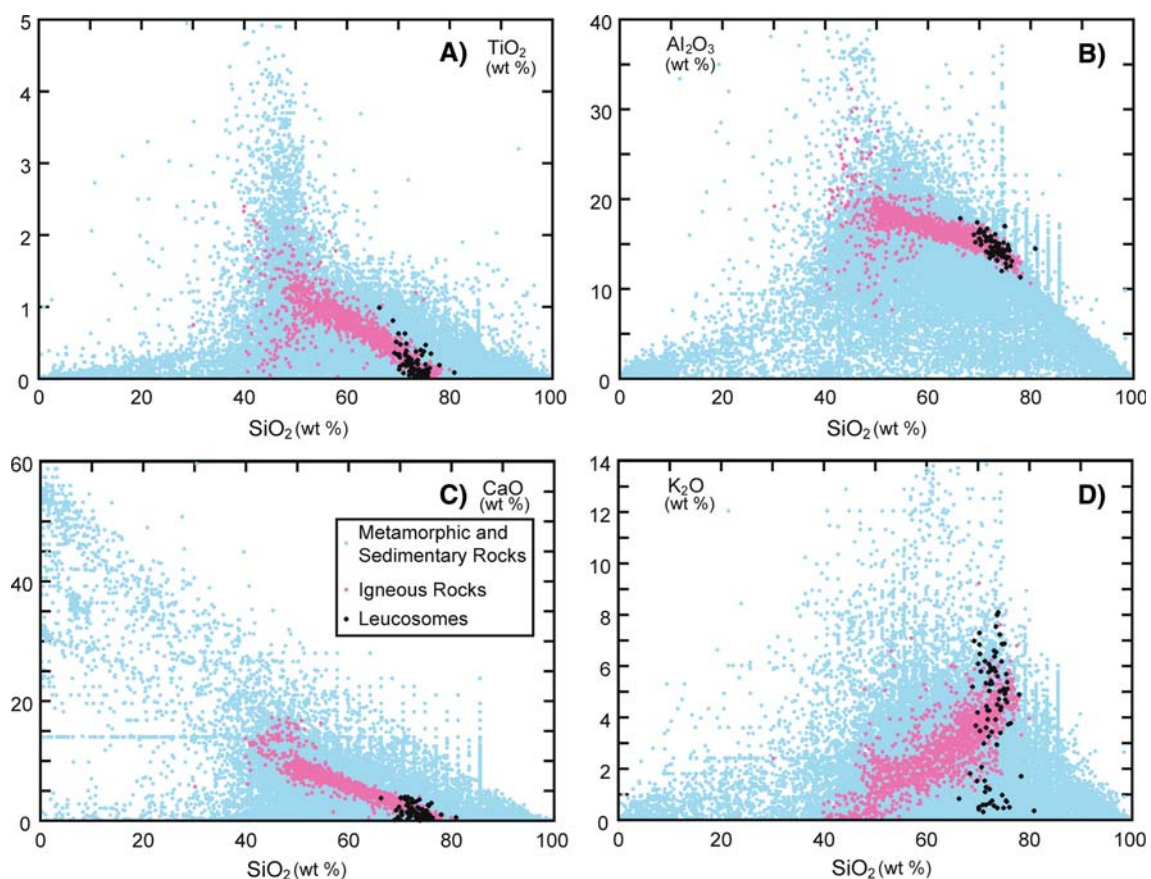 5
4
3
2
1
0
A)
TiO₂
(wt %)
0 20 40 60 80 100
SiO₂ (wt %)
40
30
20
10
0
B)
Al₂O₃
(wt %)
0 20 40 60 80 100
SiO₂ (wt %)
60
40
20
0
C)
CaO
(wt %)
Metamorphic and
Sedimentary Rocks
Igneous Rocks
Leucosomes
0 20 40 60 80 100
SiO₂ (wt %)
14
12
10
8
6
4
2
0
D)
K₂O
(wt %)
0 20 40 60 80 100
SiO₂ (wt %)